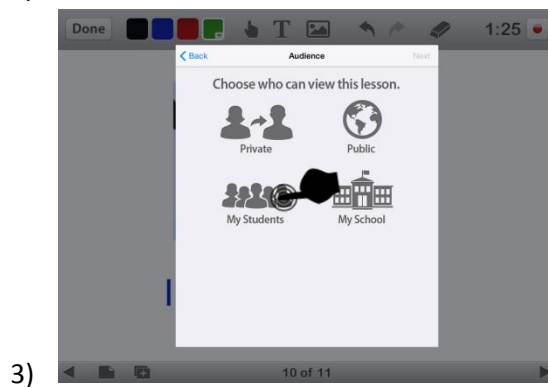 Done T 1:25
Back Audience Next
Choose who can view this lesson.
Private Public
My Students My School
3)
10 of 11